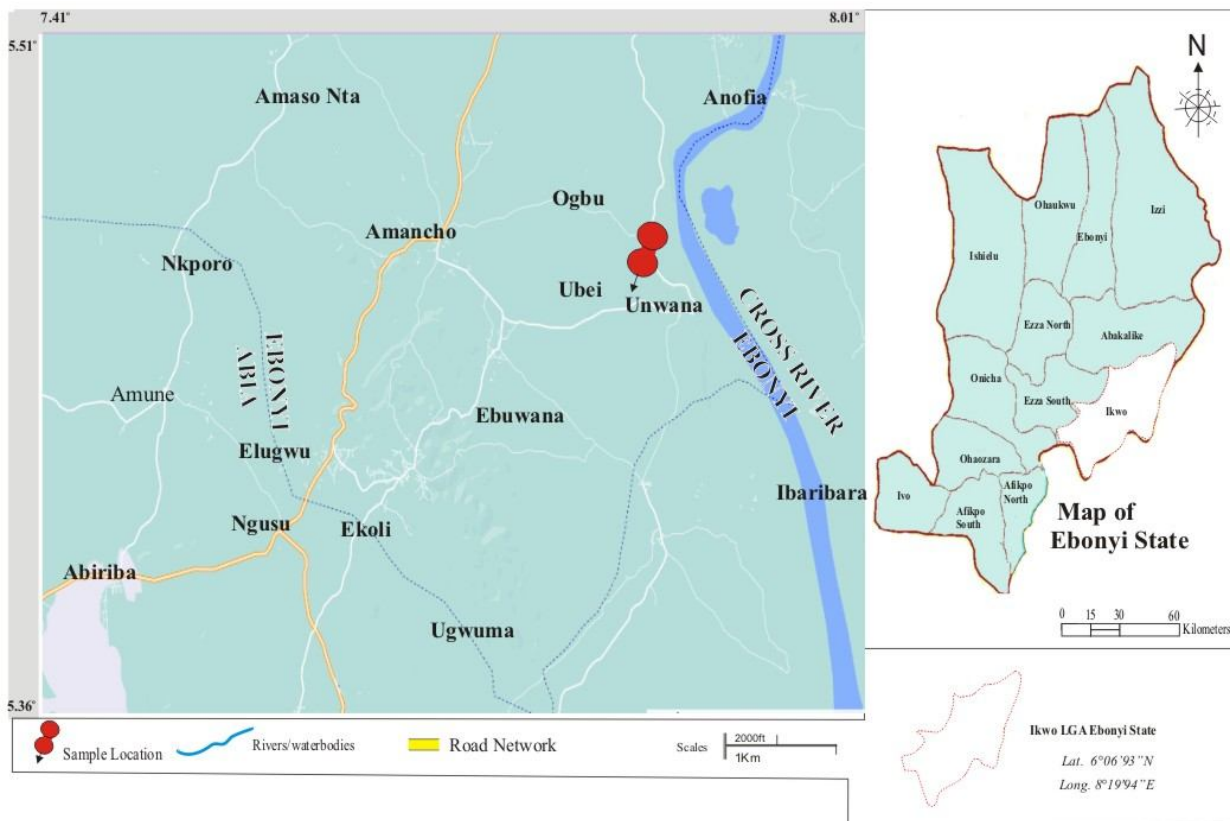 7.41°
8.01°
5.51°
Amaso Nta
Anofia
Ogbu
Amancho
Nkporo
Ubei
Unwana
CROSS RIVER
EBONYI
EBONYI
ABIA
Amune
Ebuwana
Elugwu
Ibaribara
Ngusu
Ekoli
Abiriba
Ugwuma
5.36°
Sample Location
Rivers/waterbodies
Road Network
Scales
2000ft
1Km
N
Ohaukwu
Izzi
Ebonyi
Ishielu
Ezza North
Abakalike
Onicha
Ezza South
Ikwo
Ohaozara
Afikpo
North
Ivo
Afikpo
South
Map of
Ebonyi State
0 15 30 60
Kilometers
Ikwo LGA Ebonyi State
Lat. 6°06'93"N
Long. 8°19'94"E